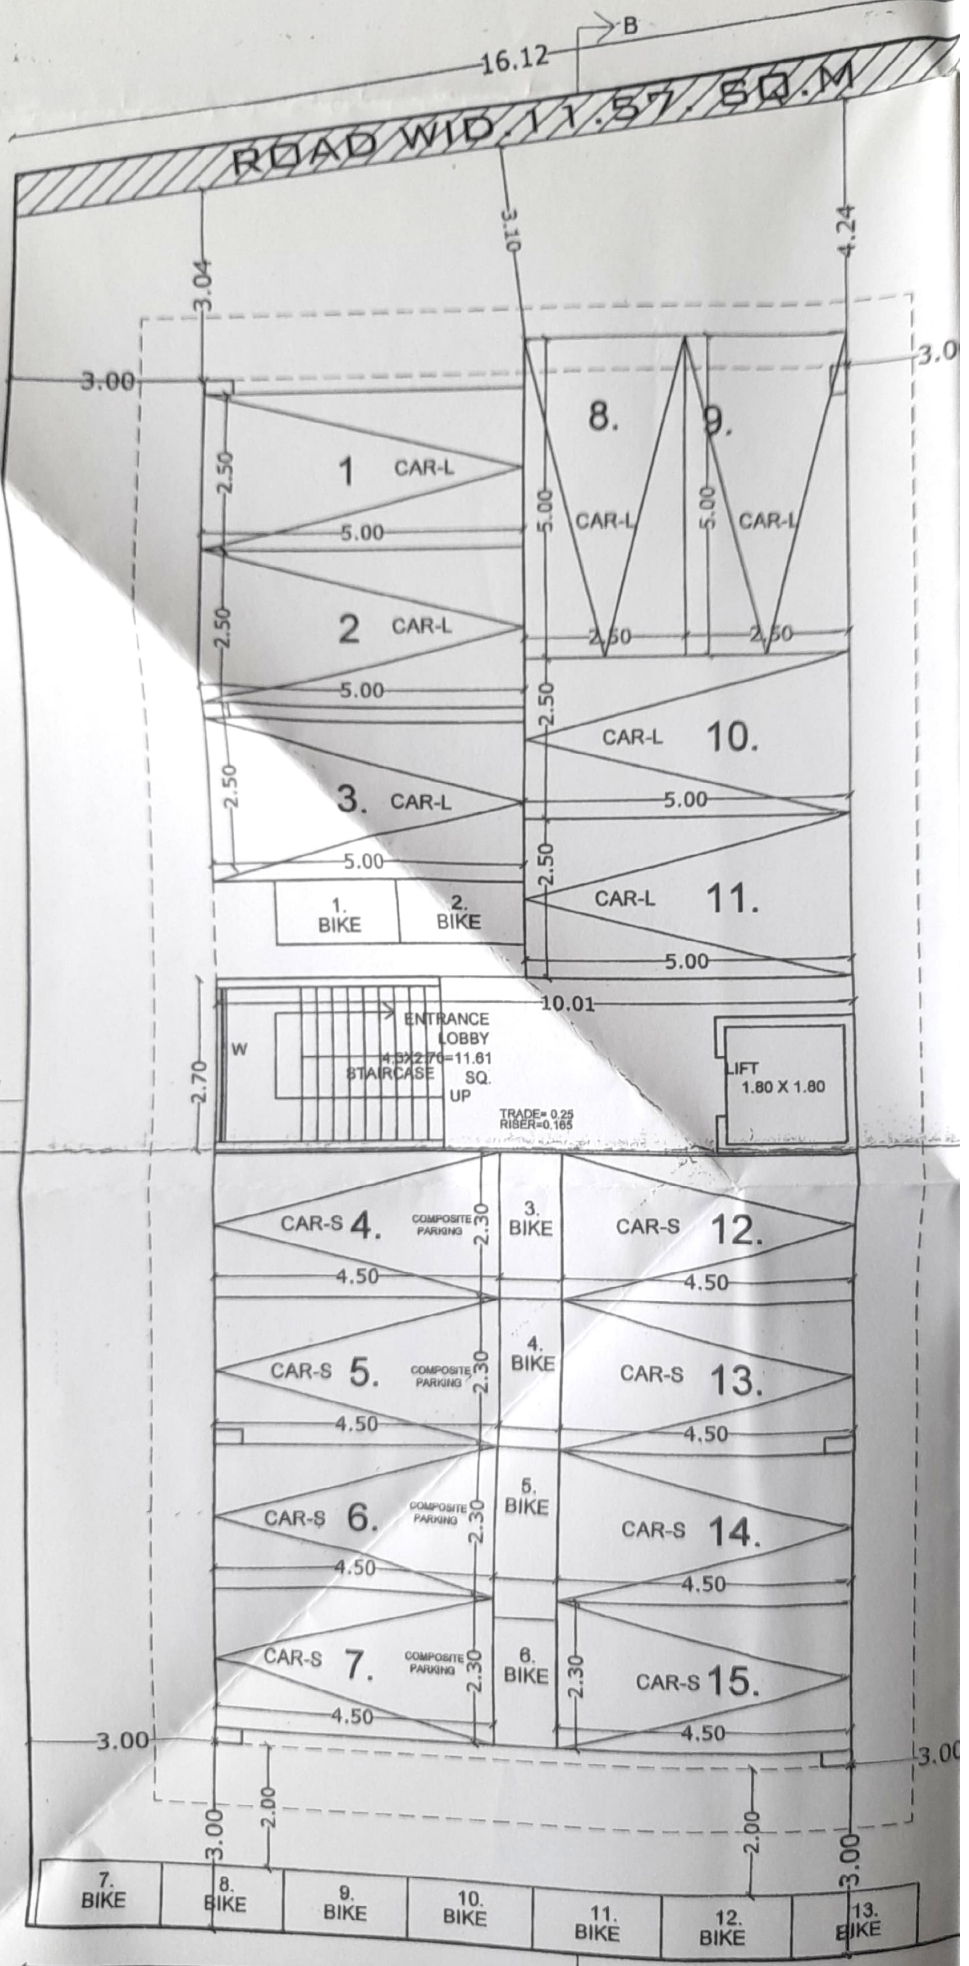 B
16.12
ROAD WID.11.57. SQ.M
3.10
4.24
3.04
3.00
3.0
8.
9.
2.50
1 CAR-L
5.00
5.00
CAR-L
5.00
CAR-L
2.50
2 CAR-L
2.50
2.50
5.00
2.50
CAR-L 10.
2.50
3. CAR-L
5.00
5.00
2.50
1.
BIKE
2.
BIKE
CAR-L 11.
5.00
10.01
W
ENTRANCE
LOBBY
4.3X2.70=11.61
STAIRCASE SQ.
UP
2.70
LIFT
1.80 X 1.80
TRADE= 0.25
RISER=0.165
CAR-S 4. COMPOSITE
PARKING
2.30
3.
BIKE
CAR-S 12.
4.50
4.50
CAR-S 5. COMPOSITE
PARKING
2.30
4.
BIKE
CAR-S 13.
4.50
4.50
CAR-S 6. COMPOSITE
PARKING
2.30
5.
BIKE
CAR-S 14.
4.50
4.50
CAR-S 7. COMPOSITE
PARKING
2.30
6.
BIKE
2.30
CAR-S 15.
4.50
4.50
3.00
3.00
3.00
2.00
2.00
3.00
7.
BIKE
8.
BIKE
9.
BIKE
10.
BIKE
11.
BIKE
12.
BIKE
13.
BIKE